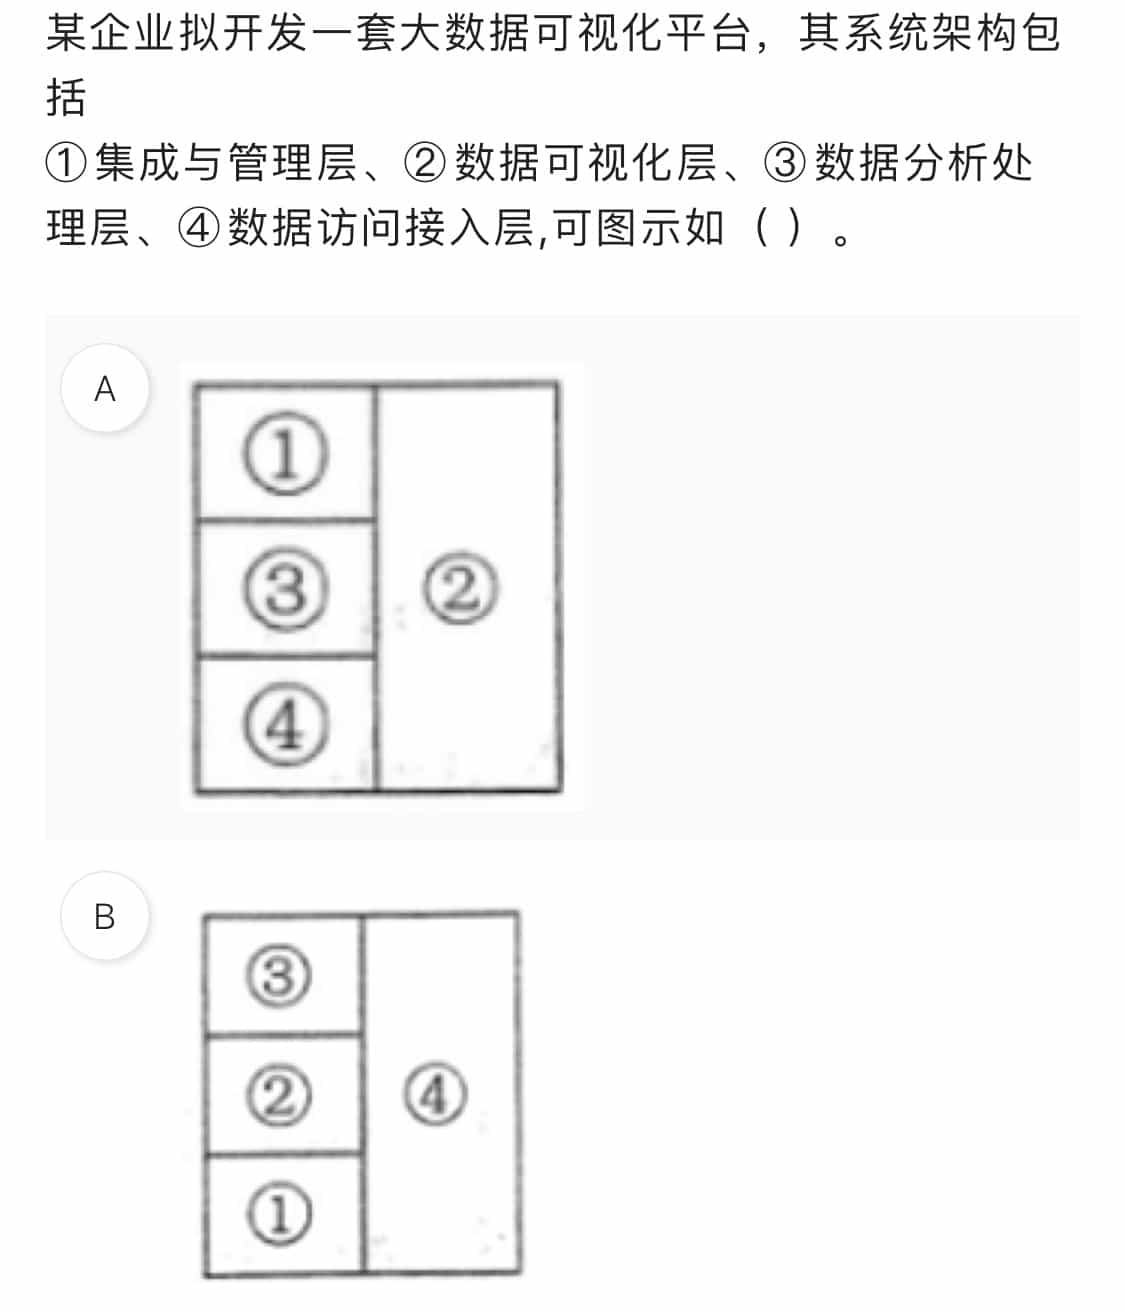 某企业拟开发一套大数据可视化平台，其系统架构包
括
①集成与管理层、②数据可视化层、③数据分析处
理层、④数据访问接入层,可图示如（ ）。
A
①
③
②
④
B
③
②
④
①